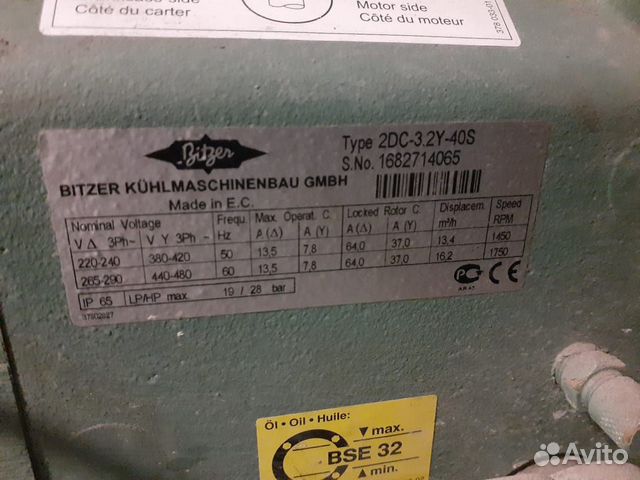 Côté du carter
Motor side
Côté du moteur
378 033-01
Bitzer
Type 2DC-3.2Y-40S
S.No. 1682714065
BITZER KÜHLMASCHINENBAU GMBH
Made in E.C.
Nominal Voltage Frequ. Max. Operat. C. Locked Rotor C. Displacem. Speed
V Δ 3Ph~ V Y 3Ph ~ Hz A (Δ) A (Y) A (Δ) A (Y) m³/h RPM
220-240 380-420 50 13,5 7,8 64,0 37,0 13,4 1450
265-290 440-480 60 13,5 7,8 64,0 37,0 16,2 1750
IP 65 LP/HP max. 19 / 28 bar
CE
Öl • Oil • Huile:
max.
BSE 32
min.
Avito